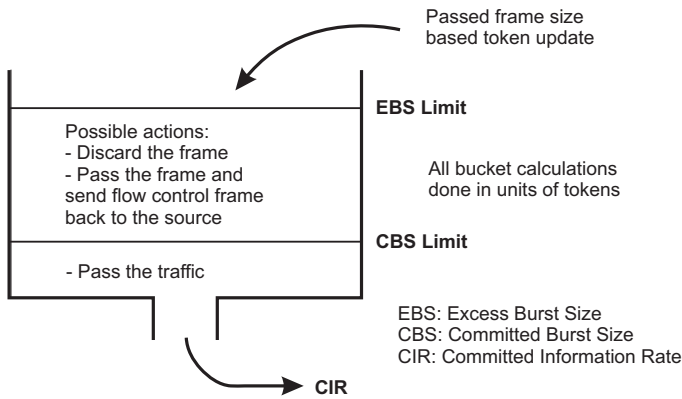 Passed frame size
based token update
EBS Limit
Possible actions:
- Discard the frame
- Pass the frame and
send flow control frame
back to the source
All bucket calculations
done in units of tokens
CBS Limit
- Pass the traffic
EBS: Excess Burst Size
CBS: Committed Burst Size
CIR: Committed Information Rate
CIR